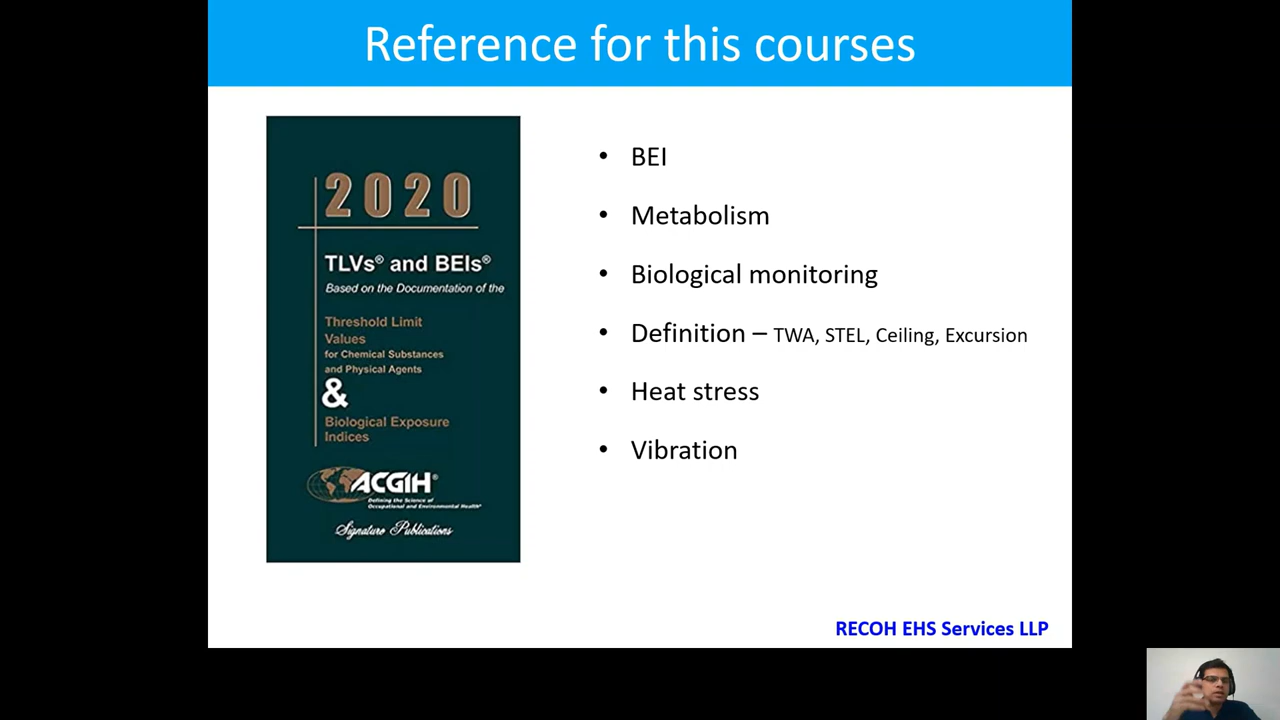 Reference for this courses
2020
TLVs® and BEIs®
Based on the Documentation of the
Threshold Limit
Values
for Chemical Substances
and Physical Agents
&
Biological Exposure
Indices
ACGIH®
Defining the Science of
Occupational and Environmental Health®
Signature Publications
• BEI
• Metabolism
• Biological monitoring
• Definition – TWA, STEL, Ceiling, Excursion
• Heat stress
• Vibration
RECOH EHS Services LLP